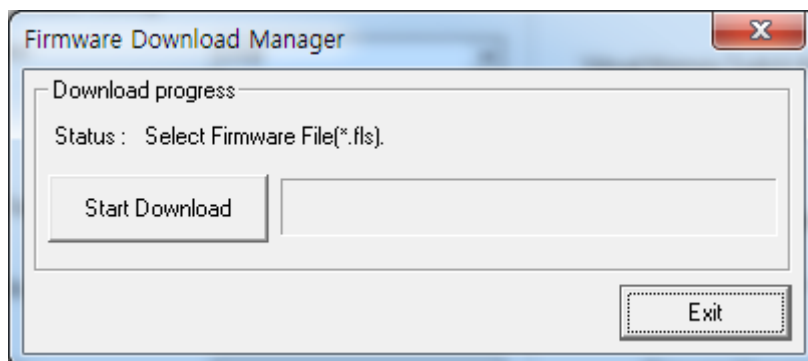 Firmware Download Manager
Download progress
Status : Select Firmware File(*.fls).
Start Download
Exit